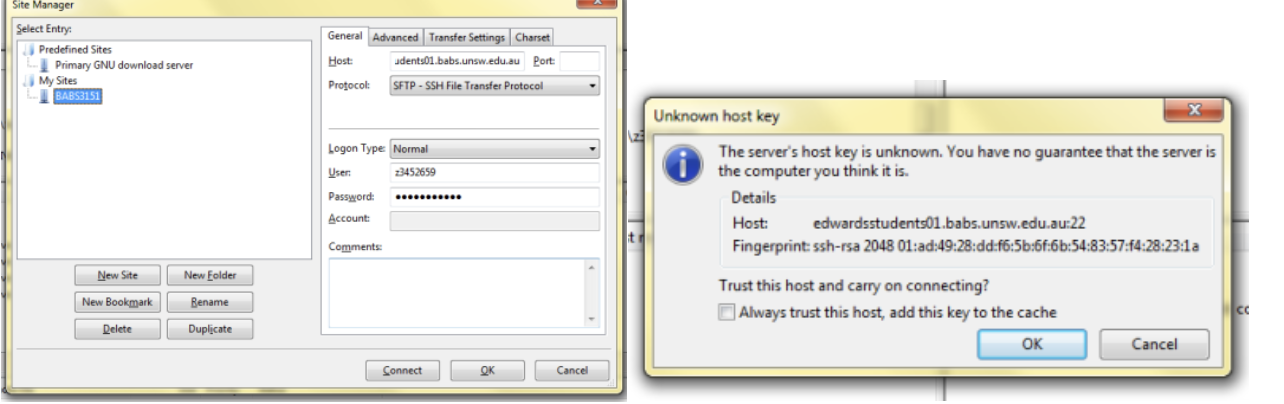 Site Manager
Select Entry:
Predefined Sites
Primary GNU download server
My Sites
BABS3151
New Site New Folder
New Bookmark Rename
Delete Duplicate
General Advanced Transfer Settings Charset
Host: udents01.babs.unsw.edu.au Port:
Protocol: SFTP - SSH File Transfer Protocol
Logon Type: Normal
User: z3452659
Password: ●●●●●●●●●●●
Account:
Comments:
Connect OK Cancel
Unknown host key
The server's host key is unknown. You have no guarantee that the server is
the computer you think it is.
Details
Host: edwardsstudents01.babs.unsw.edu.au:22
Fingerprint: ssh-rsa 2048 01:ad:49:28:dd:f6:5b:6f:6b:54:83:57:f4:28:23:1a
Trust this host and carry on connecting?
Always trust this host, add this key to the cache
OK Cancel